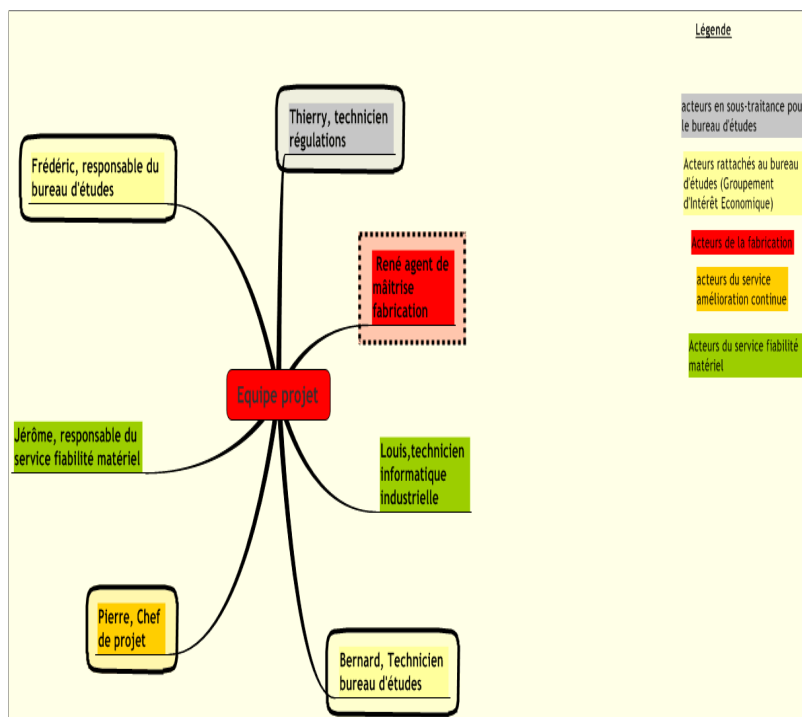 Légende
Thierry, technicien
régulations
acteurs en sous-traitance pou
le bureau d'études
Frédéric, responsable du
bureau d'études
Acteurs rattachés au bureau
d'études (Groupement
d'Intérêt Economique)
Acteurs de la fabrication
René agent de
mâitrise
fabrication
acteurs du service
amélioration continue
Acteurs du service fiabilité
matériel
Equipe projet
Jérôme, responsable du
service fiabilité matériel
Louis,technicien
informatique
industrielle
Pierre, Chef
de projet
Bernard, Technicien
bureau d'études